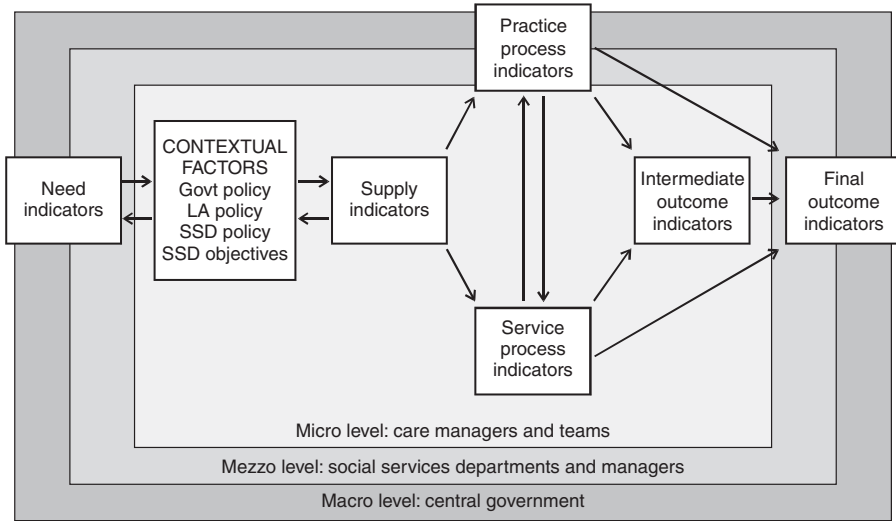 Practice
process
indicators
Need
indicators
CONTEXTUAL
FACTORS
Govt policy
LA policy
SSD policy
SSD objectives
Supply
indicators
Intermediate
outcome
indicators
Final
outcome
indicators
Service
process
indicators
Micro level: care managers and teams
Mezzo level: social services departments and managers
Macro level: central government